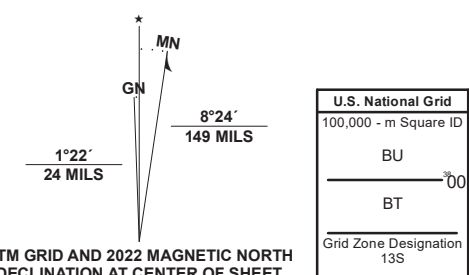 ★
MN
GN
8°24´
149 MILS
1°22´
24 MILS
TM GRID AND 2022 MAGNETIC NORTH
DECLINATION AT CENTER OF SHEET
U.S. National Grid
100,000 - m Square ID
BU
3800
BT
Grid Zone Designation
13S